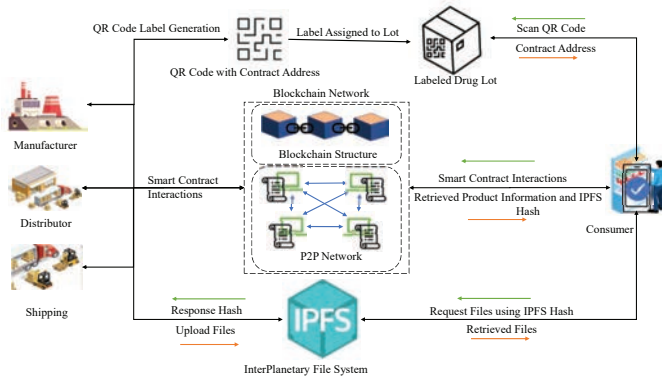 QR Code Label Generation
Label Assigned to Lot
Scan QR Code
Contract Address
QR Code with Contract Address
Labeled Drug Lot
Blockchain Network
Manufacturer
Blockchain Structure
Smart Contract
Interactions
Smart Contract Interactions
Retrieved Product Information and IPFS
Hash
Distributor
Consumer
P2P Network
Shipping
Response Hash
Upload Files
IPFS
Request Files using IPFS Hash
Retrieved Files
InterPlanetary File System